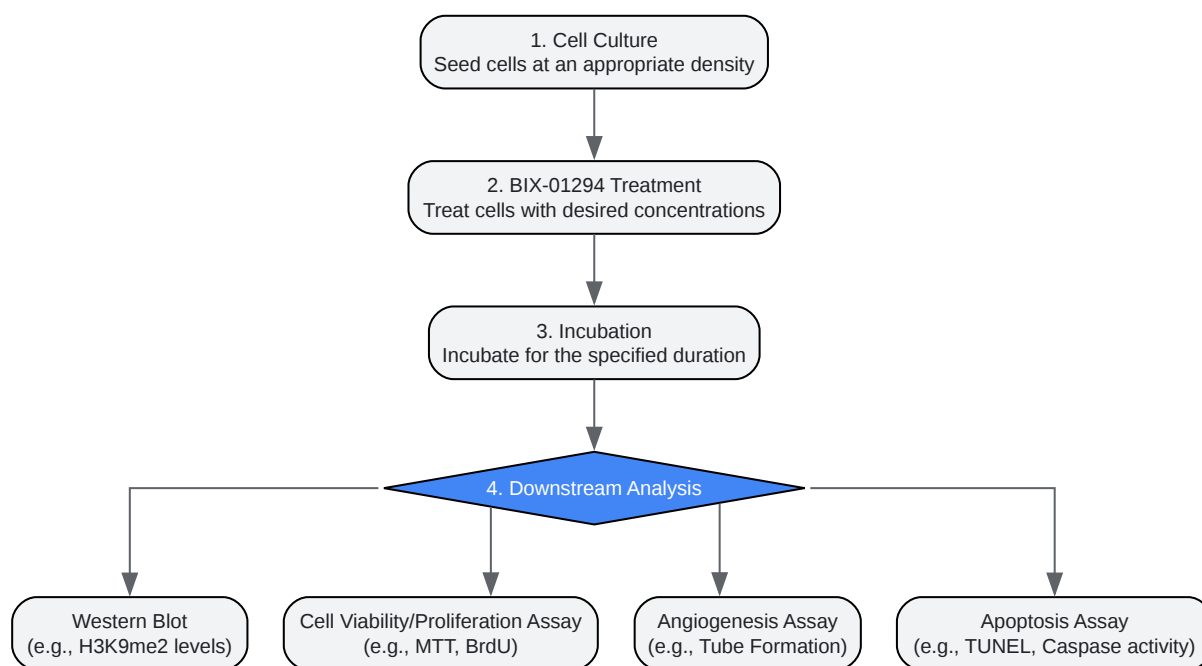 1. Cell Culture
Seed cells at an appropriate density
2. BIX-01294 Treatment
Treat cells with desired concentrations
3. Incubation
Incubate for the specified duration
4. Downstream Analysis
Western Blot
(e.g., H3K9me2 levels)
Cell Viability/Proliferation Assay
(e.g., MTT, BrdU)
Angiogenesis Assay
(e.g., Tube Formation)
Apoptosis Assay
(e.g., TUNEL, Caspase activity)